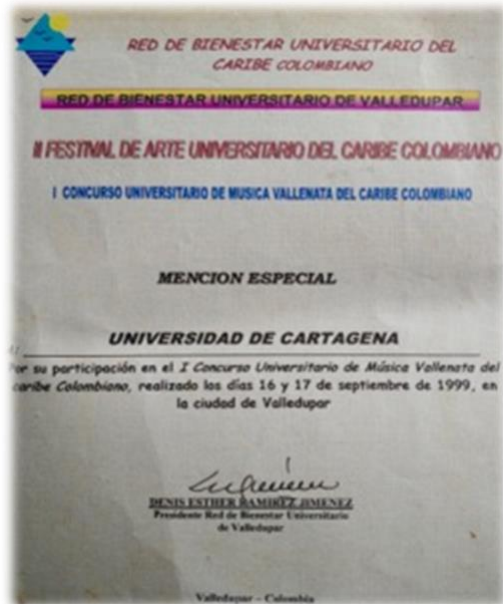 RED DE BIENESTAR UNIVERSITARIO DEL
CARIBE COLOMBIANO
RED DE BIENESTAR UNIVERSITARIO DE VALLEDUPAR
II FESTIVAL DE ARTE UNIVERSITARIO DEL CARIBE COLOMBIANO
I CONCURSO UNIVERSITARIO DE MUSICA VALLENATA DEL CARIBE COLOMBIANO
MENCION ESPECIAL
UNIVERSIDAD DE CARTAGENA
Por su participación en el I Concurso Universitario de Música Vallenata del
caribe Colombiano, realizado los días 16 y 17 de septiembre de 1999, en
la ciudad de Valledupar
DENIS ESTHER RAMIREZ JIMENEZ
Presidente Red de Bienestar Universitario
de Valledupar
Valledupar – Colombia